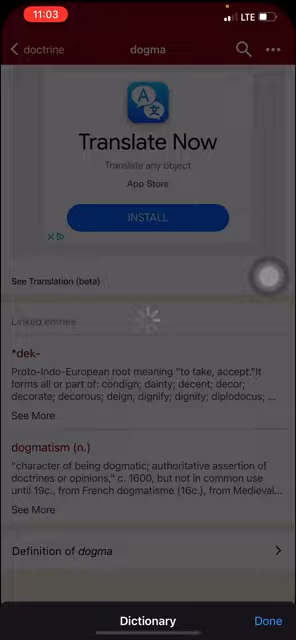 11:03
LTE
doctrine
dogma
Translate Now
Translate any object
App Store
INSTALL
See Translation (beta)
Linked entries
*dek-
Proto-Indo-European root meaning "to take, accept."It
forms all or part of: condign; dainty; decent; decor;
decorate; decorous; deign; dignify; dignity; diplodocus; ...
See More
dogmatism (n.)
"character of being dogmatic; authoritative assertion of
doctrines or opinions," c. 1600, but not in common use
until 19c., from French dogmatisme (16c.), from Medieval...
See More
Definition of dogma
Dictionary
Done